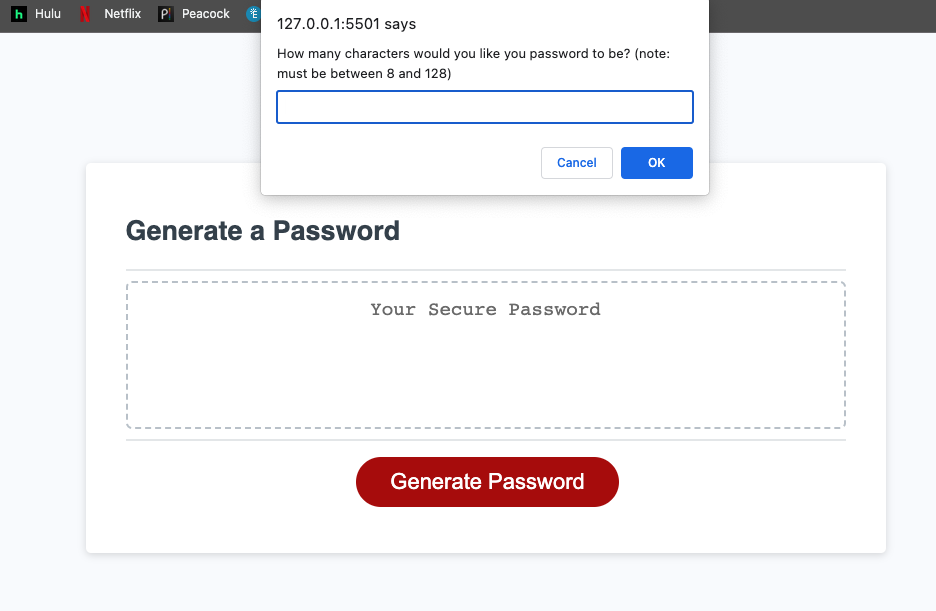 Hulu Netflix Peacock
127.0.0.1:5501 says
How many characters would you like you password to be? (note:
must be between 8 and 128)
Cancel OK
Generate a Password
Your Secure Password
Generate Password